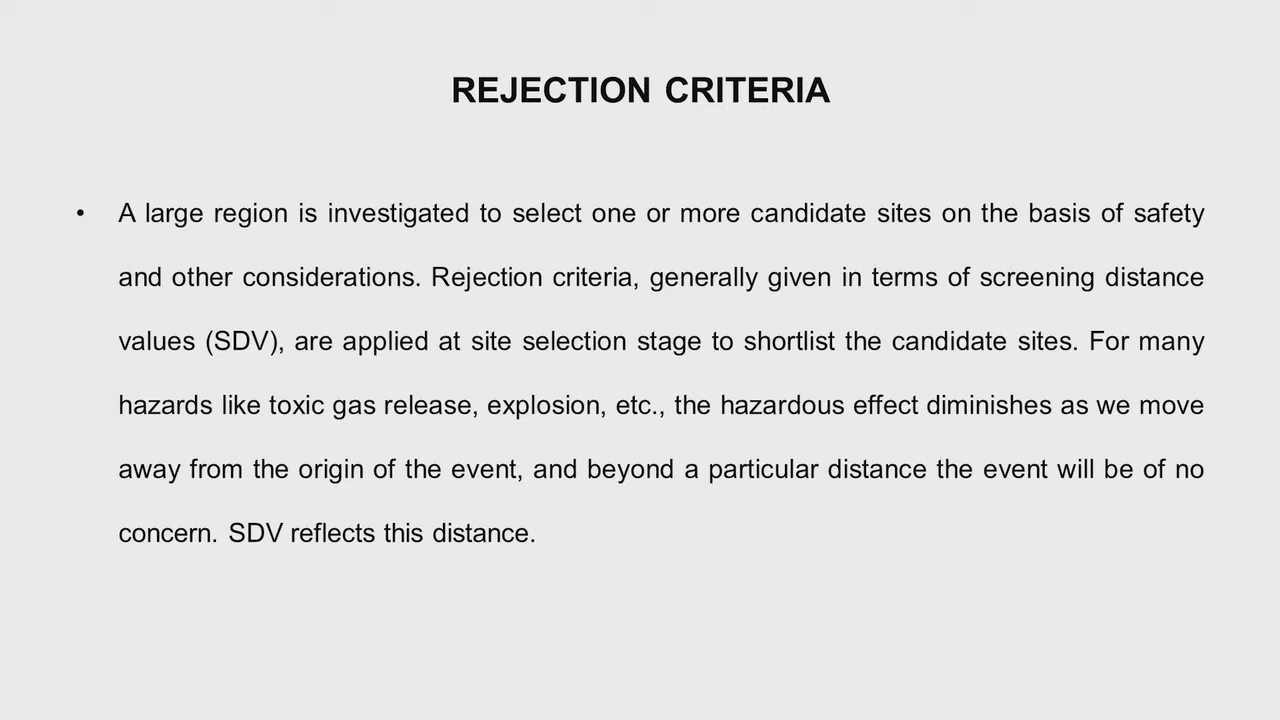 REJECTION CRITERIA
• A large region is investigated to select one or more candidate sites on the basis of safety
and other considerations. Rejection criteria, generally given in terms of screening distance
values (SDV), are applied at site selection stage to shortlist the candidate sites. For many
hazards like toxic gas release, explosion, etc., the hazardous effect diminishes as we move
away from the origin of the event, and beyond a particular distance the event will be of no
concern. SDV reflects this distance.